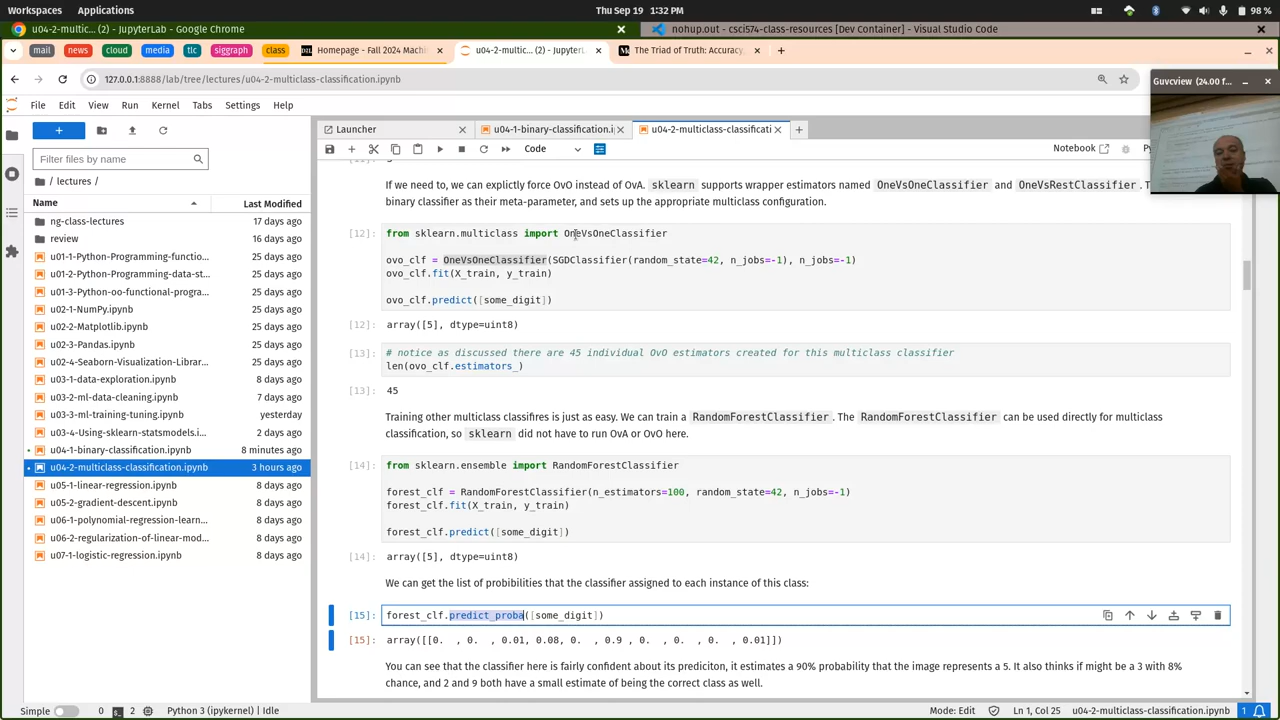 Workspaces Applications Thu Sep 19 1:32 PM 98 %
u04-2-multic... (2) - JupyterLab - Google Chrome nohup.out - csci574-class-resources [Dev Container] - Visual Studio Code
mail news cloud media tlc siggraph class Homepage - Fall 2024 Machi u04-2-multic... (2) - JupyterL The Triad of Truth: Accuracy,
127.0.0.1:8888/lab/tree/lectures/u04-2-multiclass-classification.ipynb
Guvcview (24.00 f...
File Edit View Run Kernel Tabs Settings Help
Launcher u04-1-binary-classification.i u04-2-multiclass-classificati
Code Notebook
Filter files by name
/ lectures /
Name Last Modified
ng-class-lectures 17 days ago
review 16 days ago
u01-1-Python-Programming-functio... 25 days ago
u01-2-Python-Programming-data-st... 25 days ago
u01-3-Python-oo-functional-progra... 25 days ago
u02-1-NumPy.ipynb 25 days ago
u02-2-Matplotlib.ipynb 25 days ago
u02-3-Pandas.ipynb 25 days ago
u02-4-Seaborn-Visualization-Librar... 25 days ago
u03-1-data-exploration.ipynb 8 days ago
u03-2-ml-data-cleaning.ipynb 7 days ago
u03-3-ml-training-tuning.ipynb yesterday
u03-4-Using-sklearn-statsmodels.i... 2 days ago
u04-1-binary-classification.ipynb 8 minutes ago
u04-2-multiclass-classification.ipynb 3 hours ago
u05-1-linear-regression.ipynb 8 days ago
u05-2-gradient-descent.ipynb 8 days ago
u06-1-polynomial-regression-learn... 8 days ago
u06-2-regularization-of-linear-mod... 8 days ago
u07-1-logistic-regression.ipynb 8 days ago
If we need to, we can explictly force OvO instead of OvA. sklearn supports wrapper estimators named OneVsOneClassifier and OneVsRestClassifier.
binary classifier as their meta-parameter, and sets up the appropriate multiclass configuration.
[12]: from sklearn.multiclass import OneVsOneClassifier
ovo_clf = OneVsOneClassifier(SGDClassifier(random_state=42, n_jobs=-1), n_jobs=-1)
ovo_clf.fit(X_train, y_train)
ovo_clf.predict([some_digit])
[12]: array([5], dtype=uint8)
[13]: # notice as discussed there are 45 individual OvO estimators created for this multiclass classifier
len(ovo_clf.estimators_)
[13]: 45
Training other multiclass classifires is just as easy. We can train a RandomForestClassifier. The RandomForestClassifier can be used directly for multiclass
classification, so sklearn did not have to run OvA or OvO here.
[14]: from sklearn.ensemble import RandomForestClassifier
forest_clf = RandomForestClassifier(n_estimators=100, random_state=42, n_jobs=-1)
forest_clf.fit(X_train, y_train)
forest_clf.predict([some_digit])
[14]: array([5], dtype=uint8)
We can get the list of probibilities that the classifier assigned to each instance of this class:
[15]: forest_clf.predict_proba([some_digit])
[15]: array([[0. , 0. , 0.01, 0.08, 0. , 0.9 , 0. , 0. , 0. , 0.01]])
You can see that the classifier here is fairly confident about its prediciton, it estimates a 90% probability that the image represents a 5. It also thinks if might be a 3 with 8%
chance, and 2 and 9 both have a small estimate of being the correct class as well.
Simple 0 2 Python 3 (ipykernel) | Idle Mode: Edit Ln 1, Col 25 u04-2-multiclass-classification.ipynb 1